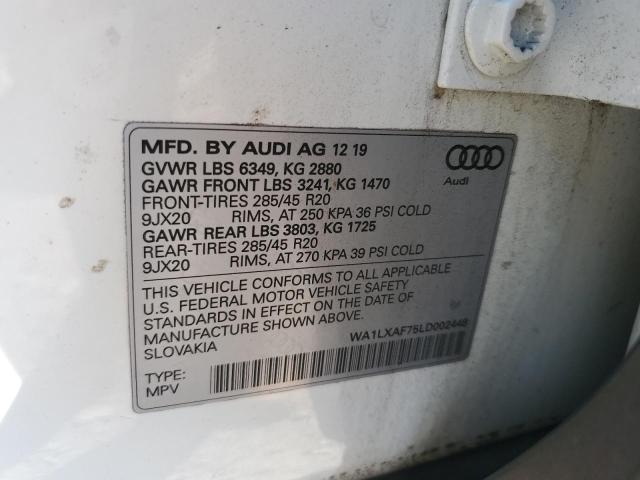 MFD. BY AUDI AG 12 19
GVWR LBS 6349, KG 2880
GAWR FRONT LBS 3241, KG 1470
FRONT-TIRES 285/45 R20
9JX20 RIMS, AT 250 KPA 36 PSI COLD
GAWR REAR LBS 3803, KG 1725
REAR-TIRES 285/45 R20
9JX20 RIMS, AT 270 KPA 39 PSI COLD
Audi
THIS VEHICLE CONFORMS TO ALL APPLICABLE
U.S. FEDERAL MOTOR VEHICLE SAFETY
STANDARDS IN EFFECT ON THE DATE OF
MANUFACTURE SHOWN ABOVE.
SLOVAKIA
WA1LXAF75LD002448
TYPE:
MPV